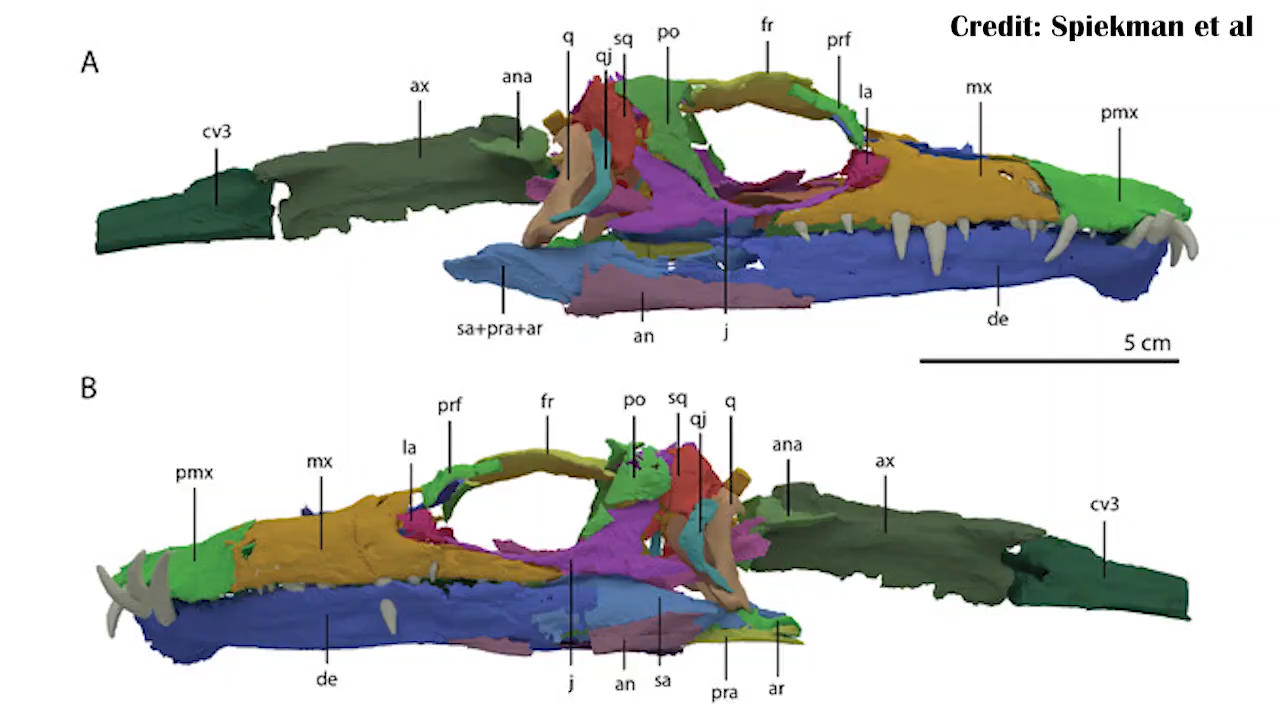 Credit: Spiekman et al
A
q
qj
sq
po
fr
prf
la
mx
pmx
ana
ax
cv3
sa+pra+ar
an
j
de
5 cm
B
pmx
mx
la
prf
fr
po
sq
qj
q
ana
ax
cv3
de
j
an
sa
pra
ar